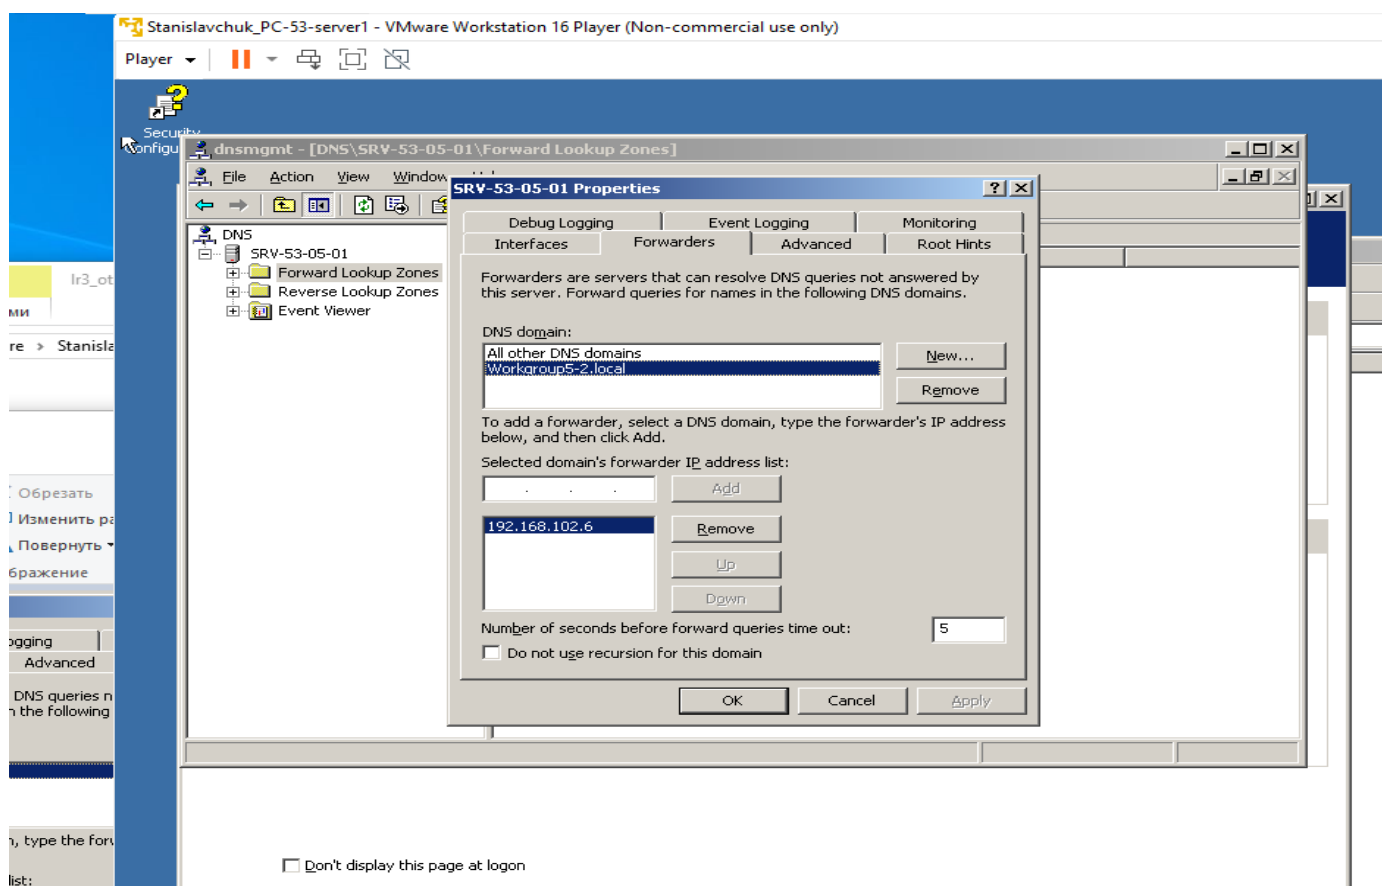 Stanislavchuk_PC-53-server1 - VMware Workstation 16 Player (Non-commercial use only)
Player
Security
Configu
dnsmgmt - [DNS\SRV-53-05-01\Forward Lookup Zones]
File Action View Window
SRV-53-05-01 Properties
Debug Logging Event Logging Monitoring
Interfaces Forwarders Advanced Root Hints
DNS
SRV-53-05-01
Forward Lookup Zones
Reverse Lookup Zones
Event Viewer
Forwarders are servers that can resolve DNS queries not answered by
this server. Forward queries for names in the following DNS domains.
DNS domain:
All other DNS domains
Workgroup5-2.local
New...
Remove
To add a forwarder, select a DNS domain, type the forwarder's IP address
below, and then click Add.
Selected domain's forwarder IP address list:
Add
192.168.102.6
Remove
Up
Down
Number of seconds before forward queries time out: 5
Do not use recursion for this domain
OK Cancel Apply
Don't display this page at logon
lr3_ot
ми
re > Stanisla
Обрезать
Изменить ра
Повернуть
бражение
ogging
Advanced
DNS queries n
n the following
n, type the forw
list: